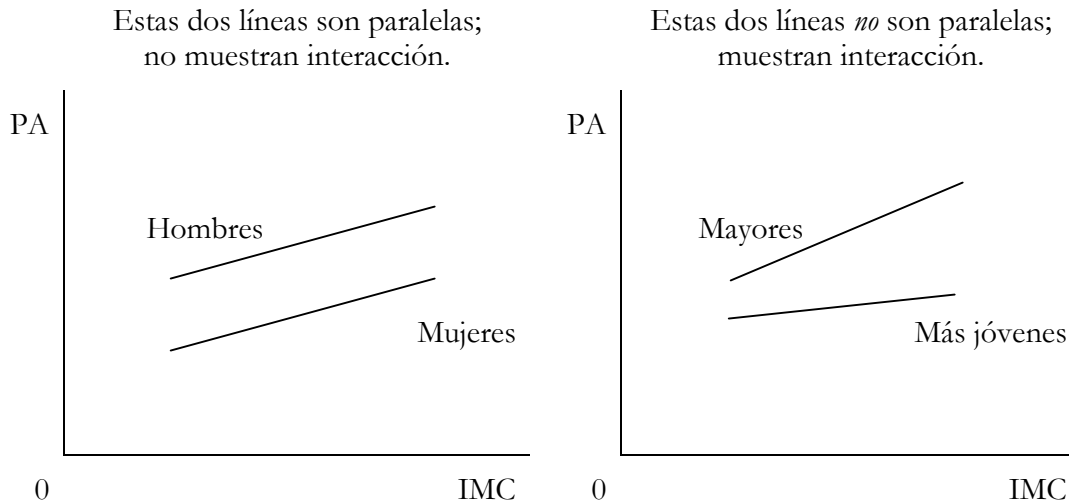 Estas dos líneas son paralelas;
no muestran interacción.
PA
Hombres
Mujeres
0
IMC
Estas dos líneas no son paralelas;
muestran interacción.
PA
Mayores
Más jóvenes
0
IMC